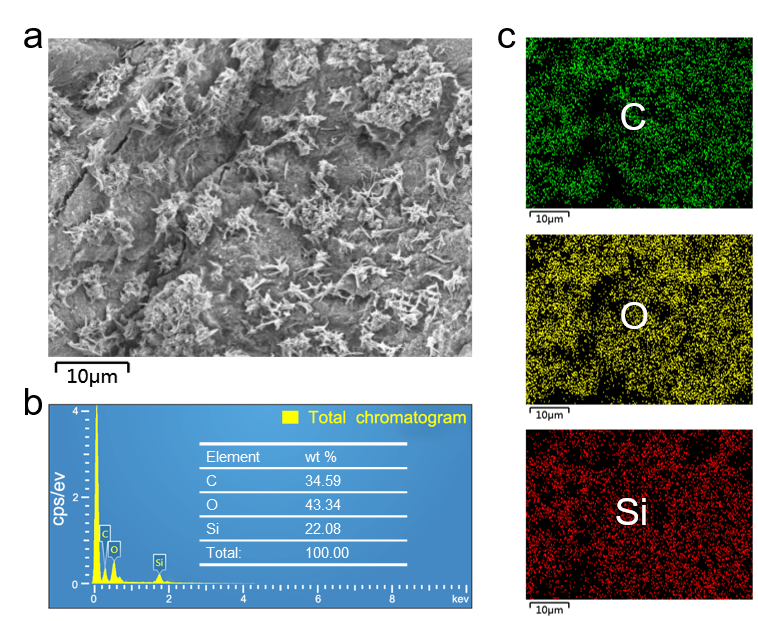 a
10μm
b
Total chromatogram
cps/ev
4
2
0
Element wt %
C 34.59
O 43.34
Si 22.08
Total: 100.00
C
O
Si
0 2 4 6 8 kev
c
C
10μm
O
10μm
Si
10μm